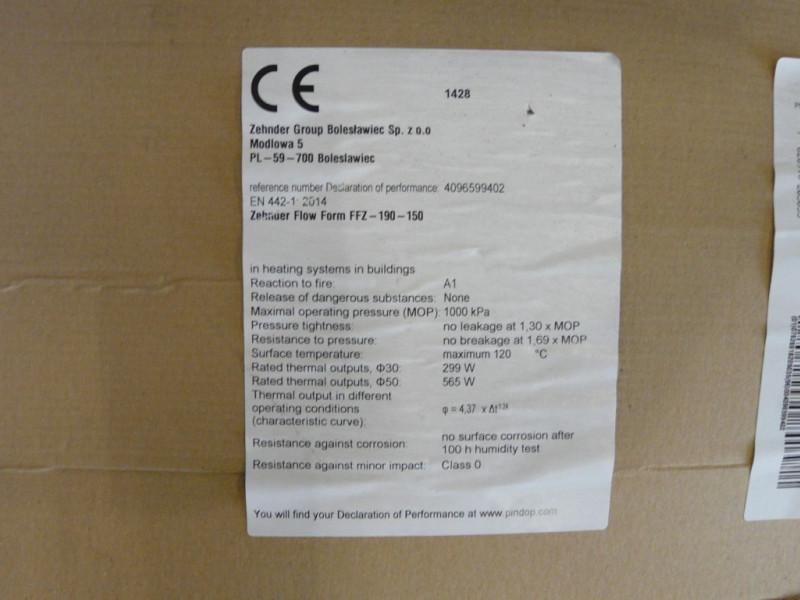 CE 1428
Zehnder Group Bolesławiec Sp. z o.o
Modlowa 5
PL-59-700 Boleslawiec
reference number Declaration of performance: 4096599402
EN 442-1: 2014
Zehnder Flow Form FFZ-190-150
in heating systems in buildings
Reaction to fire: A1
Release of dangerous substances: None
Maximal operating pressure (MOP): 1000 kPa
Pressure tightness: no leakage at 1,30 x MOP
Resistance to pressure: no breakage at 1,69 x MOP
Surface temperature: maximum 120 °C
Rated thermal outputs, Φ30: 299 W
Rated thermal outputs, Φ50: 565 W
Thermal output in different
operating conditions
(characteristic curve): φ = 4,37 x Δt
Resistance against corrosion: no surface corrosion after
100 h humidity test
Resistance against minor impact: Class 0
You will find your Declaration of Performance at www.pindop.com